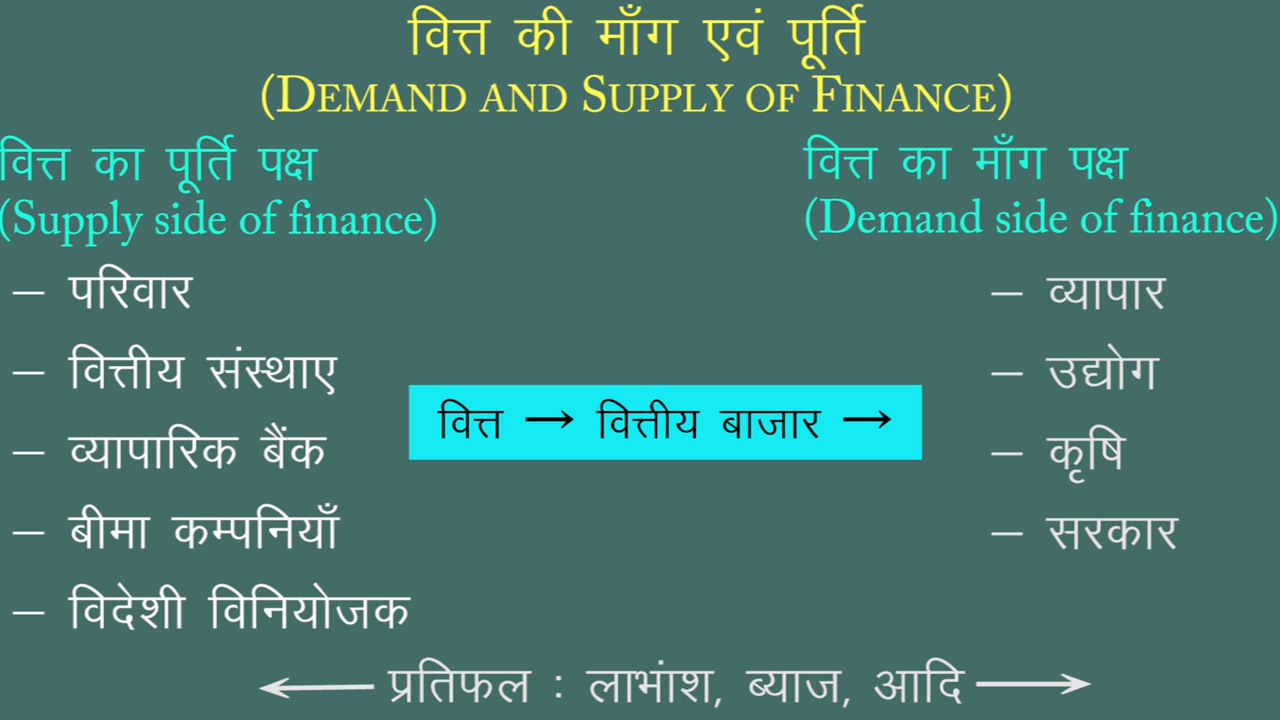 वित्त की माँग एवं पूर्ति
(DEMAND AND SUPPLY OF FINANCE)
वित्त का पूर्ति पक्ष
(Supply side of finance)
– परिवार
– वित्तीय संस्थाए
– व्यापारिक बैंक
– बीमा कम्पनियाँ
– विदेशी विनियोजक
वित्त → वित्तीय बाजार →
वित्त का माँग पक्ष
(Demand side of finance)
– व्यापार
– उद्योग
– कृषि
– सरकार
← प्रतिफल : लाभांश, ब्याज, आदि →